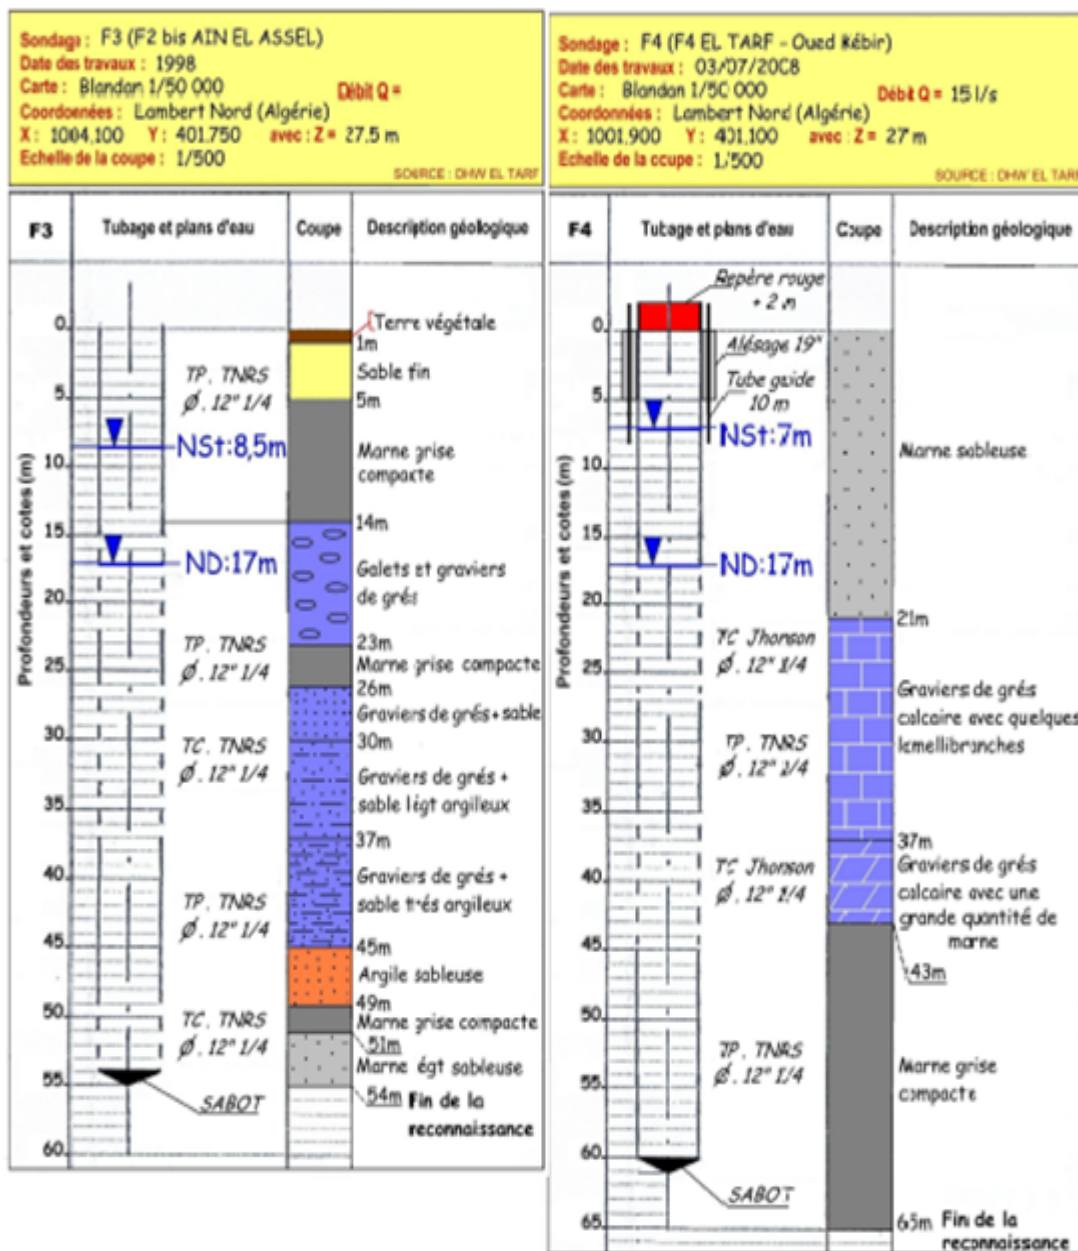 Sondage : F3 (F2 bis AIN EL ASSEL)
Date des travaux : 1998
Carte : Blandan 1/50 000 Débit Q =
Coordonnées : Lambert Nord (Algérie)
X : 1004,100 Y : 401,750 avec : Z = 27,5 m
Echelle de la coupe : 1/500
SOURCE : DHW EL TARF
F3 Tubage et plans d'eau Coupe Description géologique
Profondeurs et cotes (m)
0
5
10
15
20
25
30
35
40
45
50
55
60
TP. TNRS
Ø. 12" 1/4
NSt:8,5m
ND:17m
TP. TNRS
Ø. 12" 1/4
TC. TNRS
Ø. 12" 1/4
TP. TNRS
Ø. 12" 1/4
TC. TNRS
Ø. 12" 1/4
SABOT
Terre végétale
1m
Sable fin
5m
Marne grise
compacte
14m
Galets et graviers
de grés
23m
Marne grise compacte
26m
Graviers de grés + sable
30m
Graviers de grés +
sable légt argileux
37m
Graviers de grés +
sable trés argileux
45m
Argile sableuse
49m
Marne grise compacte
51m
Marne égt sableuse
54m Fin de la
reconnaissance
Sondage : F4 (F4 EL TARF - Oued Kébir)
Date des travaux : 03/07/2008
Carte : Blandan 1/50 000 Débit Q = 15 l/s
Coordonnées : Lambert Nord (Algérie)
X : 1001,900 Y : 401,100 avec : Z = 27 m
Echelle de la coupe : 1/500
SOURCE : DHW EL TARF
F4 Tubage et plans d'eau Coupe Description géologique
Profondeurs et cotes (m)
0
5
10
15
20
25
30
35
40
45
50
55
60
65
Repère rouge
+ 2 m
Alésage 19"
Tube guide
10 m
NSt:7m
ND:17m
TC Jhonson
Ø. 12" 1/4
TP. TNRS
Ø. 12" 1/4
TC Jhonson
Ø. 12" 1/4
TP. TNRS
Ø. 12" 1/4
SABOT
Marne sableuse
21m
Graviers de grés
calcaire avec quelques
lamellibranches
37m
Graviers de grés
calcaire avec une
grande quantité de
marne
43m
Marne grise
compacte
65m Fin de la
reconnaissance